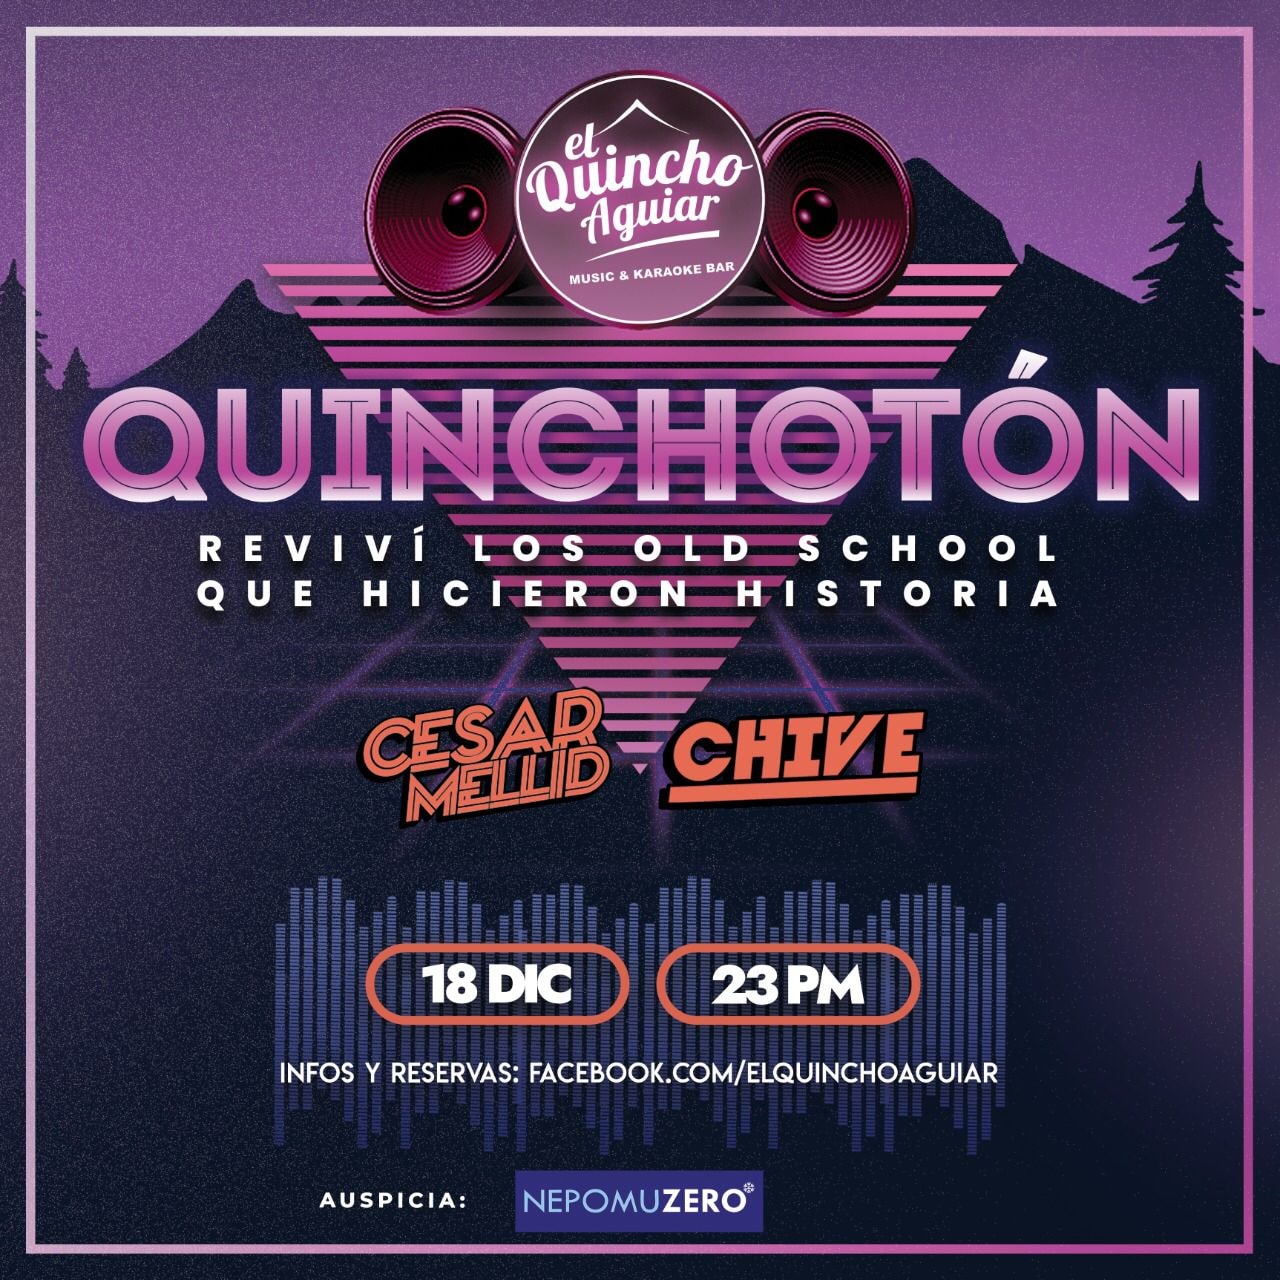 el
Quincho
Aguiar
MUSIC & KARAOKE BAR
QUINCHOTÓN
REVIVÍ LOS OLD SCHOOL
QUE HICIERON HISTORIA
CESAR
MELLID
CHIVE
18 DIC
23 PM
INFOS Y RESERVAS: FACEBOOK.COM/ELQUINCHOAGUIAR
AUSPICIA:
NEPOMUZERO